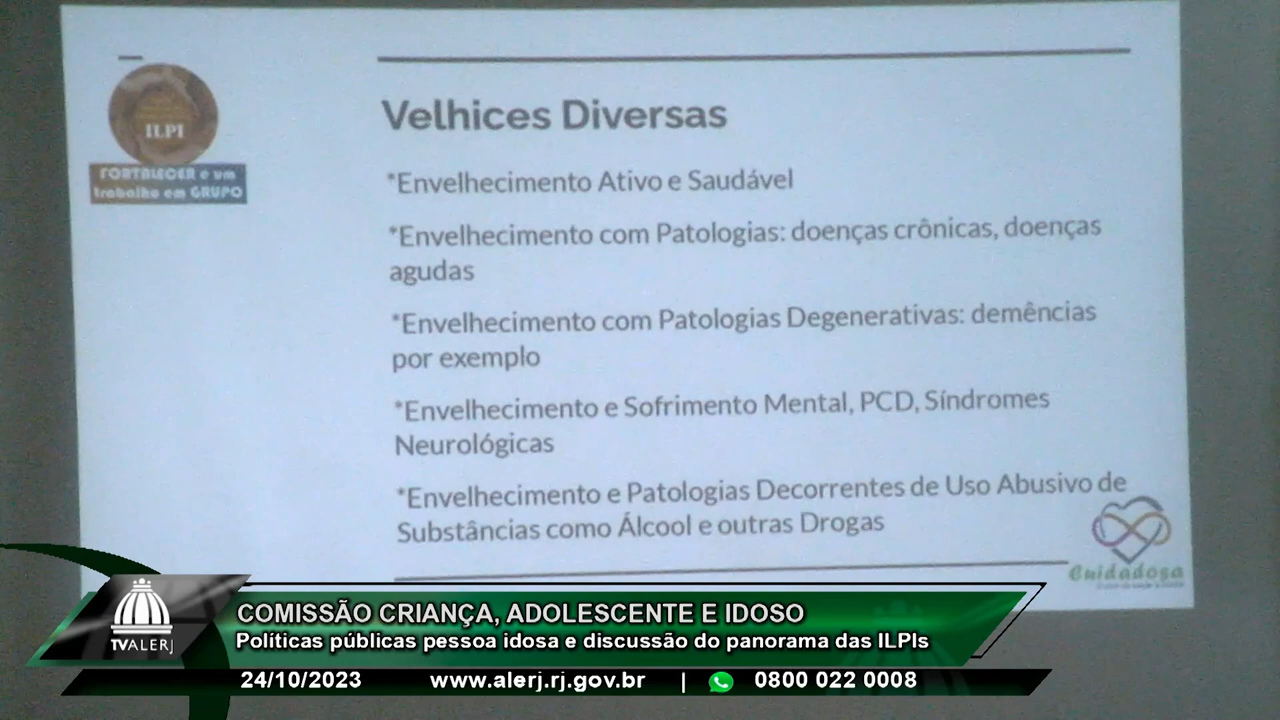 ILPI
FORTALECER é um
trabalho em GRUPO
Velhices Diversas
*Envelhecimento Ativo e Saudável
*Envelhecimento com Patologias: doenças crônicas, doenças
agudas
*Envelhecimento com Patologias Degenerativas: demências
por exemplo
*Envelhecimento e Sofrimento Mental, PCD, Síndromes
Neurológicas
*Envelhecimento e Patologias Decorrentes de Uso Abusivo de
Substâncias como Álcool e outras Drogas
Cuidadosa
TVALERJ
COMISSÃO CRIANÇA, ADOLESCENTE E IDOSO
Políticas públicas pessoa idosa e discussão do panorama das ILPIs
24/10/2023 www.alerj.rj.gov.br | 0800 022 0008